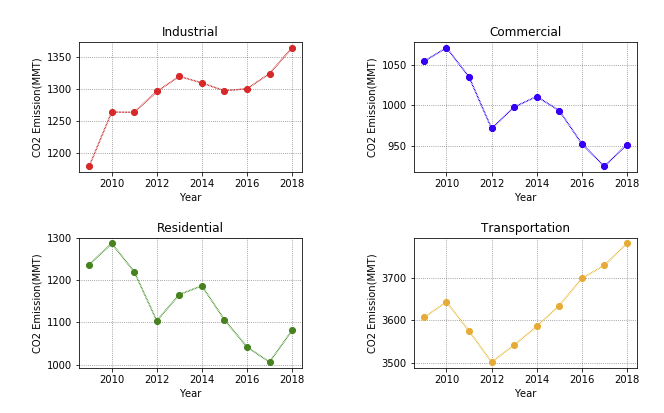 Industrial
CO2 Emission(MMT)
1350
1300
1250
1200
2010 2012 2014 2016 2018
Year
Commercial
CO2 Emission(MMT)
1050
1000
950
2010 2012 2014 2016 2018
Year
Residential
CO2 Emission(MMT)
1300
1200
1100
1000
2010 2012 2014 2016 2018
Year
Transportation
CO2 Emission(MMT)
3700
3600
3500
2010 2012 2014 2016 2018
Year